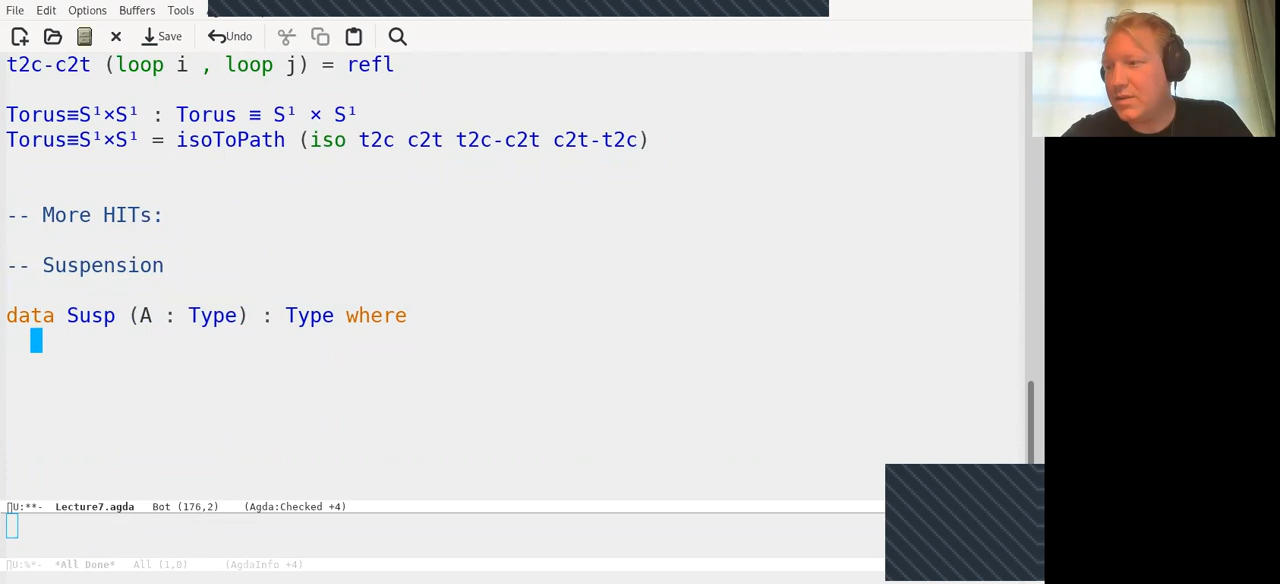 File Edit Options Buffers Tools
Save Undo
t2c-c2t (loop i , loop j) = refl
Torus≡S¹×S¹ : Torus ≡ S¹ × S¹
Torus≡S¹×S¹ = isoToPath (iso t2c c2t t2c-c2t c2t-t2c)
-- More HITs:
-- Suspension
data Susp (A : Type) : Type where
U:**- Lecture7.agda Bot (176,2) (Agda:Checked +4)
U:%*- *All Done* All (1,0) (AgdaInfo +4)